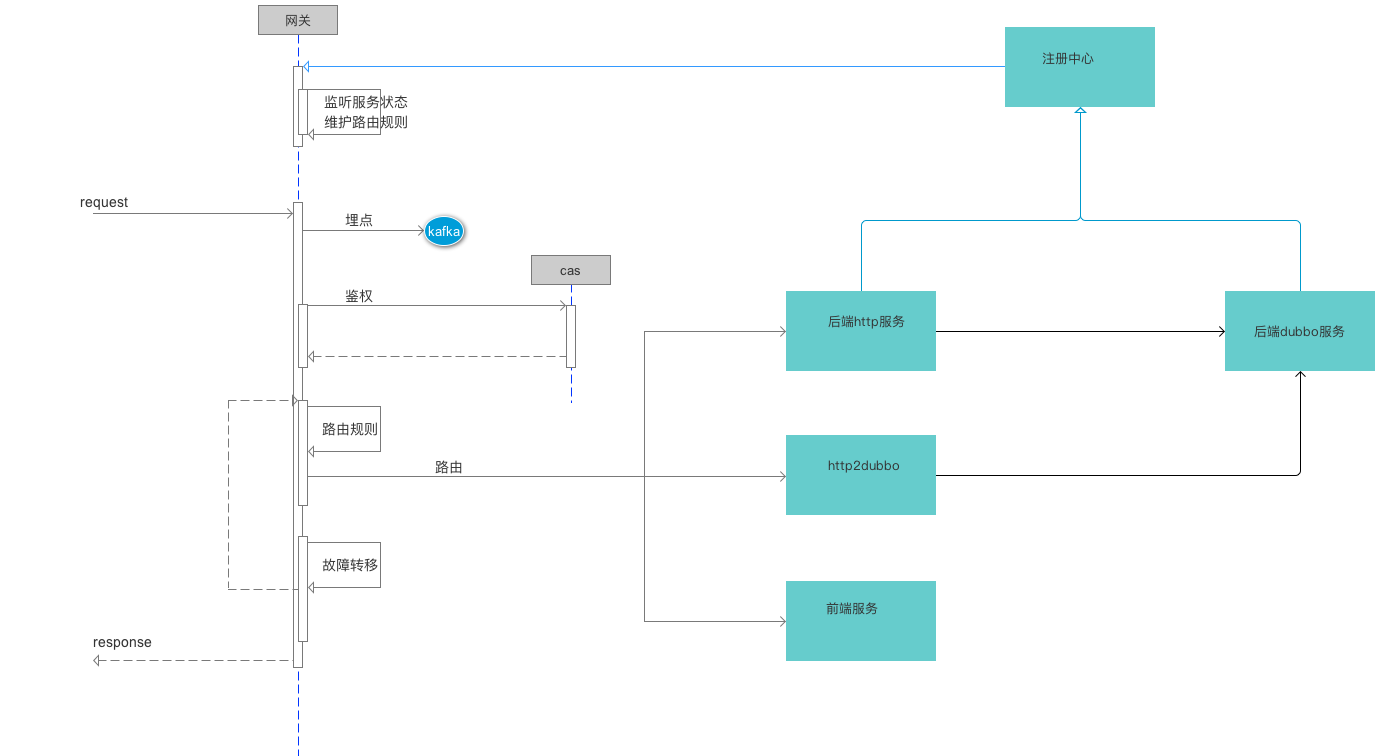 网关
注册中心
监听服务状态
维护路由规则
request
埋点
kafka
cas
鉴权
后端http服务
后端dubbo服务
路由规则
路由
http2dubbo
故障转移
前端服务
response